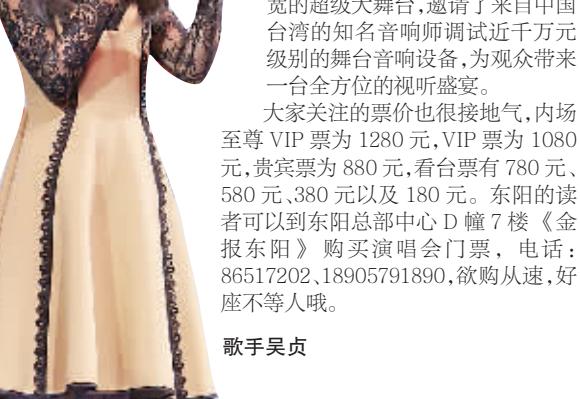 宽的超级大舞台,邀请了来自中国
台湾的知名音响师调试近千万元
级别的舞台音响设备,为观众带来
一台全方位的视听盛宴。
大家关注的票价也很接地气,内场
至尊 VIP 票为 1280 元,VIP 票为 1080
元,贵宾票为 880 元,看台票有 780 元、
580 元、380 元以及 180 元。东阳的读
者可以到东阳总部中心 D 幢 7 楼《金
报东阳》购买演唱会门票，电话：
86517202、18905791890,欲购从速,好
座不等人哦。
歌手吴贞